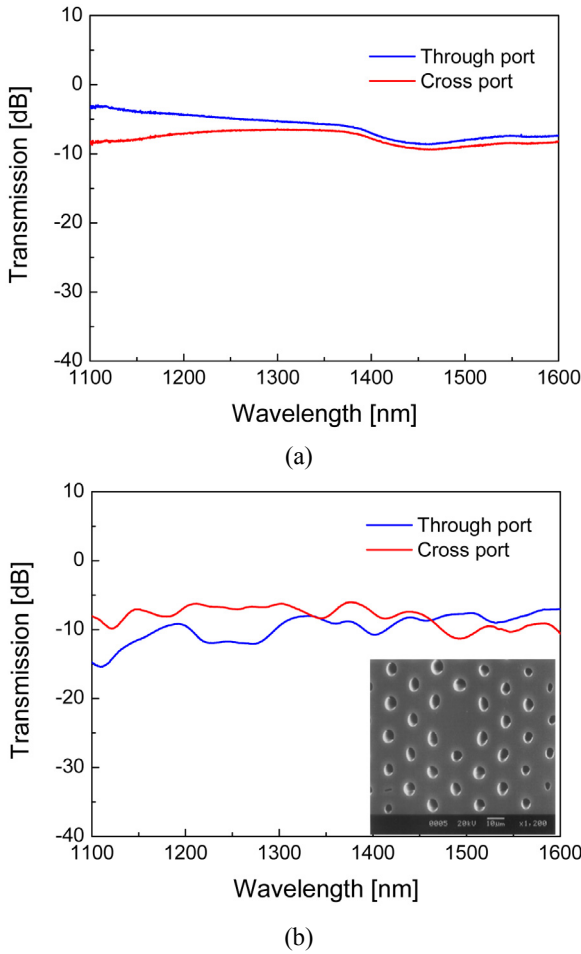 10
0
-10
-20
-30
-40
Transmission [dB]
Through port
Cross port
1100 1200 1300 1400 1500 1600
Wavelength [nm]
(a)
10
0
-10
-20
-30
-40
Transmission [dB]
Through port
Cross port
0005 20kV 10μm ×1,200
1100 1200 1300 1400 1500 1600
Wavelength [nm]
(b)